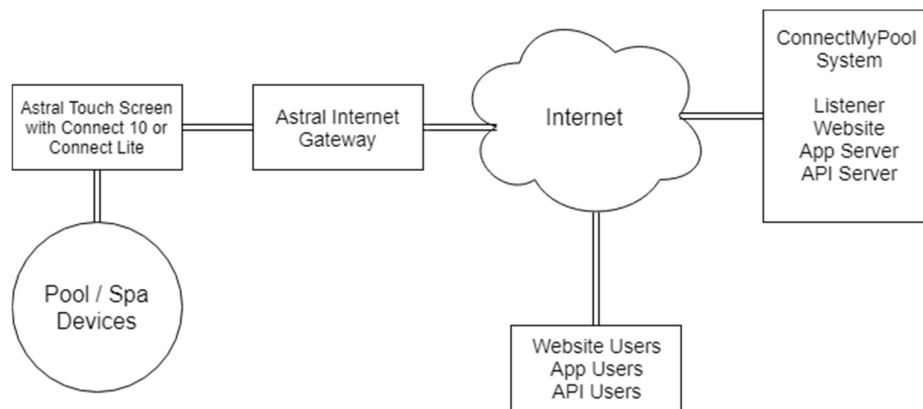 Astral Touch Screen
with Connect 10 or
Connect Lite
Astral Internet
Gateway
Internet
ConnectMyPool
System
Listener
Website
App Server
API Server
Pool / Spa
Devices
Website Users
App Users
API Users